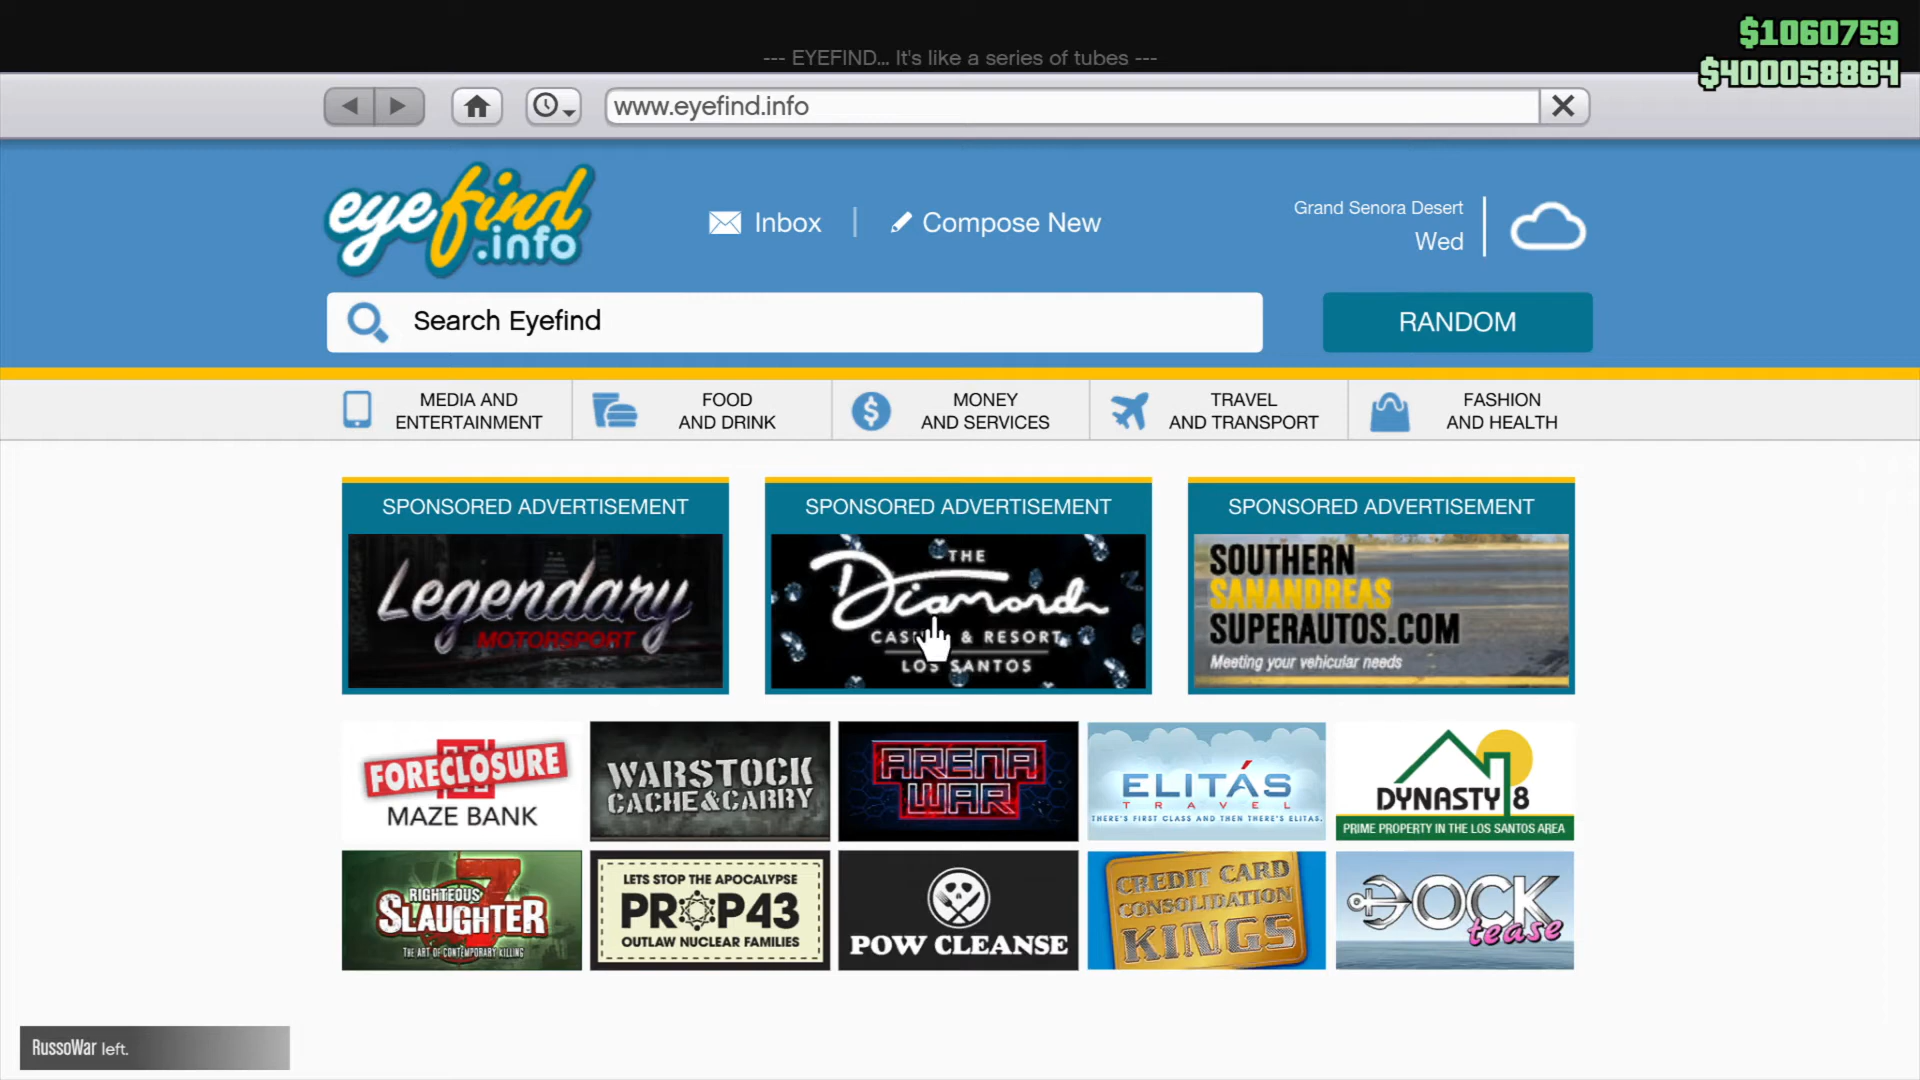 $1060759
--- EYEFIND... It's like a series of tubes ---
$400058864
www.eyefind.info
eyefind
.info
Inbox
Compose New
Grand Senora Desert
Wed
Search Eyefind
RANDOM
MEDIA AND
ENTERTAINMENT
FOOD
AND DRINK
MONEY
AND SERVICES
TRAVEL
AND TRANSPORT
FASHION
AND HEALTH
SPONSORED ADVERTISEMENT
Legendary
MOTORSPORT
SPONSORED ADVERTISEMENT
THE
Diamond
CASINO & RESORT
LOS SANTOS
SPONSORED ADVERTISEMENT
SOUTHERN
SANANDREAS
SUPERAUTOS.COM
Meeting your vehicular needs
FORECLOSURE
MAZE BANK
WARSTOCK
CACHE&CARRY
ARENA
WAR
ELITÁS
TRAVEL
THERE'S FIRST CLASS AND THEN THERE'S ELITAS.
DYNASTY 8
PRIME PROPERTY IN THE LOS SANTOS AREA
RIGHTEOUS
SLAUGHTER
7
THE ART OF CONTEMPORARY KILLING
LETS STOP THE APOCALYPSE
PROP43
OUTLAW NUCLEAR FAMILIES
POW CLEANSE
CREDIT CARD
CONSOLIDATION
KINGS
DOCK
tease
RussoWar left.